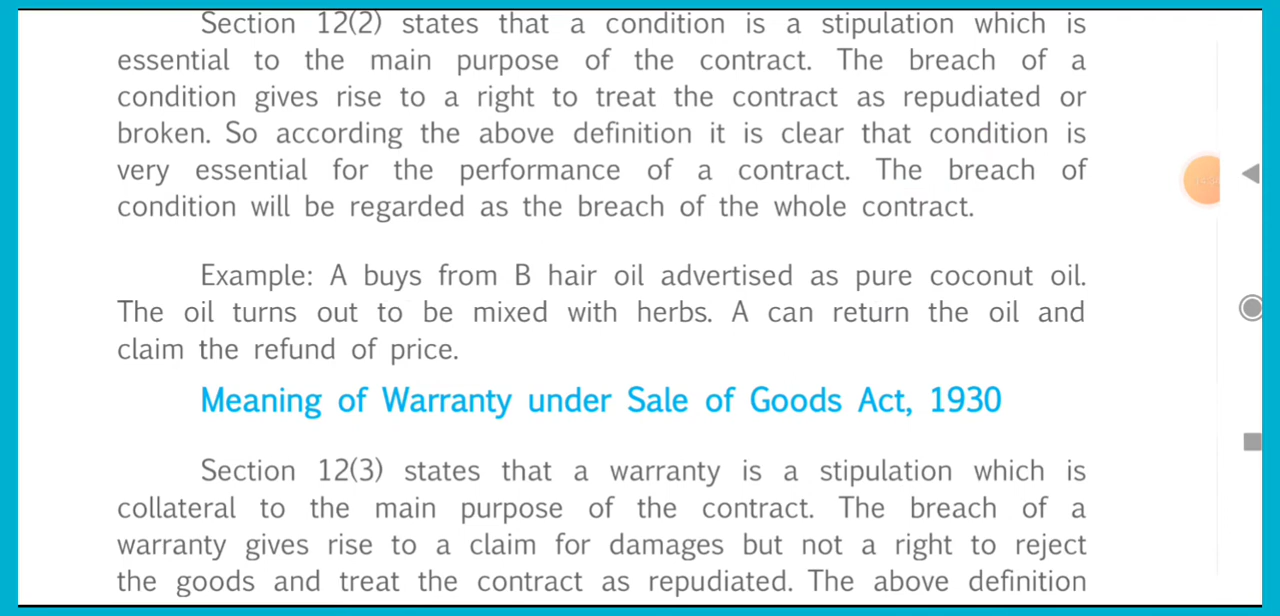 Section 12(2) states that a condition is a stipulation which is
essential to the main purpose of the contract. The breach of a
condition gives rise to a right to treat the contract as repudiated or
broken. So according the above definition it is clear that condition is
very essential for the performance of a contract. The breach of
condition will be regarded as the breach of the whole contract.
Example: A buys from B hair oil advertised as pure coconut oil.
The oil turns out to be mixed with herbs. A can return the oil and
claim the refund of price.
Meaning of Warranty under Sale of Goods Act, 1930
Section 12(3) states that a warranty is a stipulation which is
collateral to the main purpose of the contract. The breach of a
warranty gives rise to a claim for damages but not a right to reject
the goods and treat the contract as repudiated. The above definition